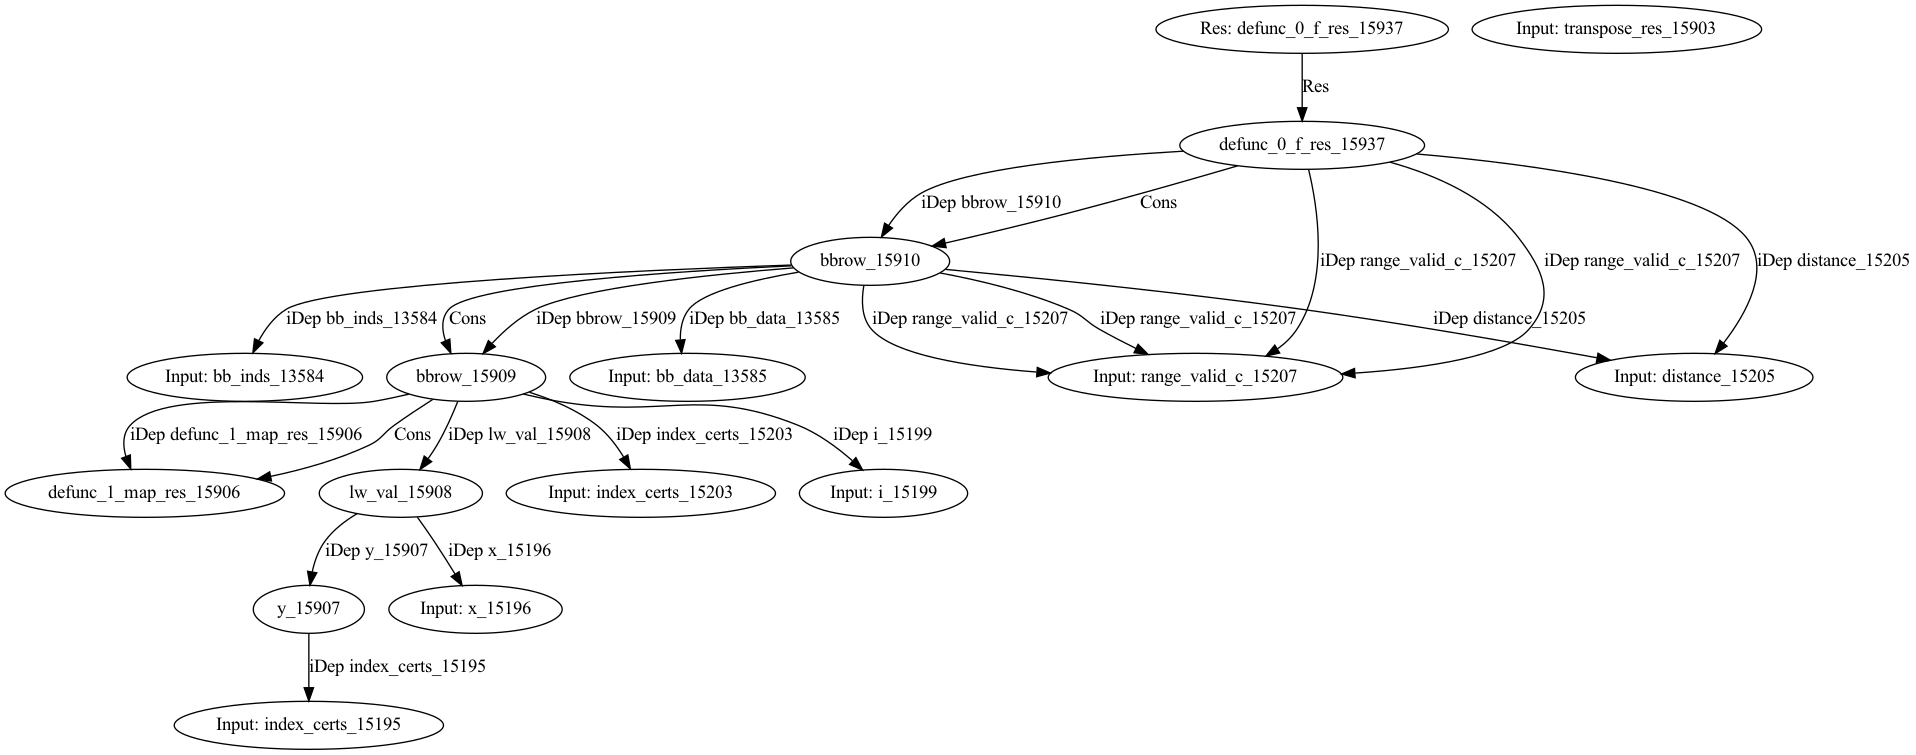 Res: defunc_0_f_res_15937
Input: transpose_res_15903
Res
defunc_0_f_res_15937
iDep bbrow_15910
Cons
bbrow_15910
iDep range_valid_c_15207
iDep range_valid_c_15207
iDep distance_15205
iDep bb_inds_13584
Cons
iDep bbrow_15909
iDep bb_data_13585
iDep range_valid_c_15207
iDep range_valid_c_15207
iDep distance_15205
Input: bb_inds_13584
bbrow_15909
Input: bb_data_13585
Input: range_valid_c_15207
Input: distance_15205
iDep defunc_1_map_res_15906
Cons
iDep lw_val_15908
iDep index_certs_15203
iDep i_15199
defunc_1_map_res_15906
lw_val_15908
Input: index_certs_15203
Input: i_15199
iDep y_15907
iDep x_15196
y_15907
Input: x_15196
iDep index_certs_15195
Input: index_certs_15195